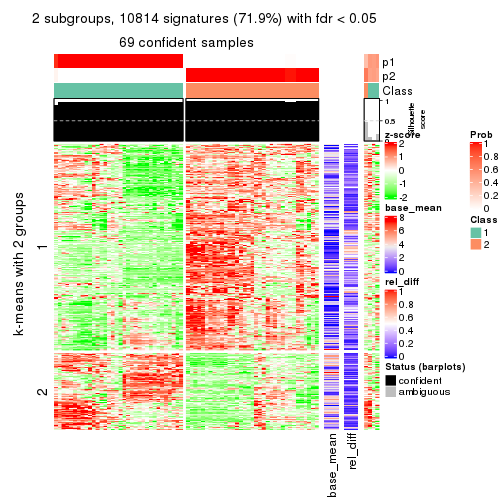 2 subgroups, 10814 signatures (71.9%) with fdr < 0.05
69 confident samples
p1
p2
Class
1
0.5
0
Silhouette
score
k-means with 2 groups
1
2
base_mean
rel_diff
z-score
2
1
0
-1
-2
base_mean
8
6
4
2
0
rel_diff
1
0.8
0.6
0.4
0.2
0
Status (barplots)
confident
ambiguous
Prob
1
0.8
0.6
0.4
0.2
0
Class
1
2